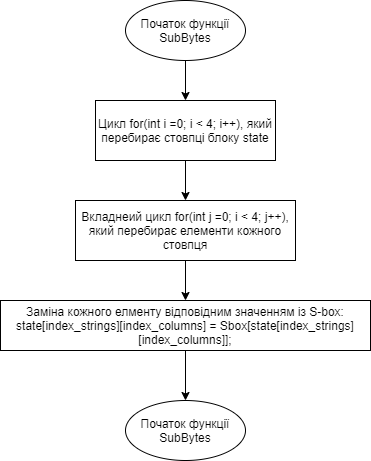 Початок функції
SubBytes
Цикл for(int i =0; i < 4; i++), який
перебирає стовпці блоку state
Вкладнеий цикл for(int j =0; i < 4; j++),
який перебирає елементи кожного
стовпця
Заміна кожного елменту відповідним значенням із S-box:
state[index_strings][index_columns] = Sbox[state[index_strings]
[index_columns]];
Початок функції
SubBytes